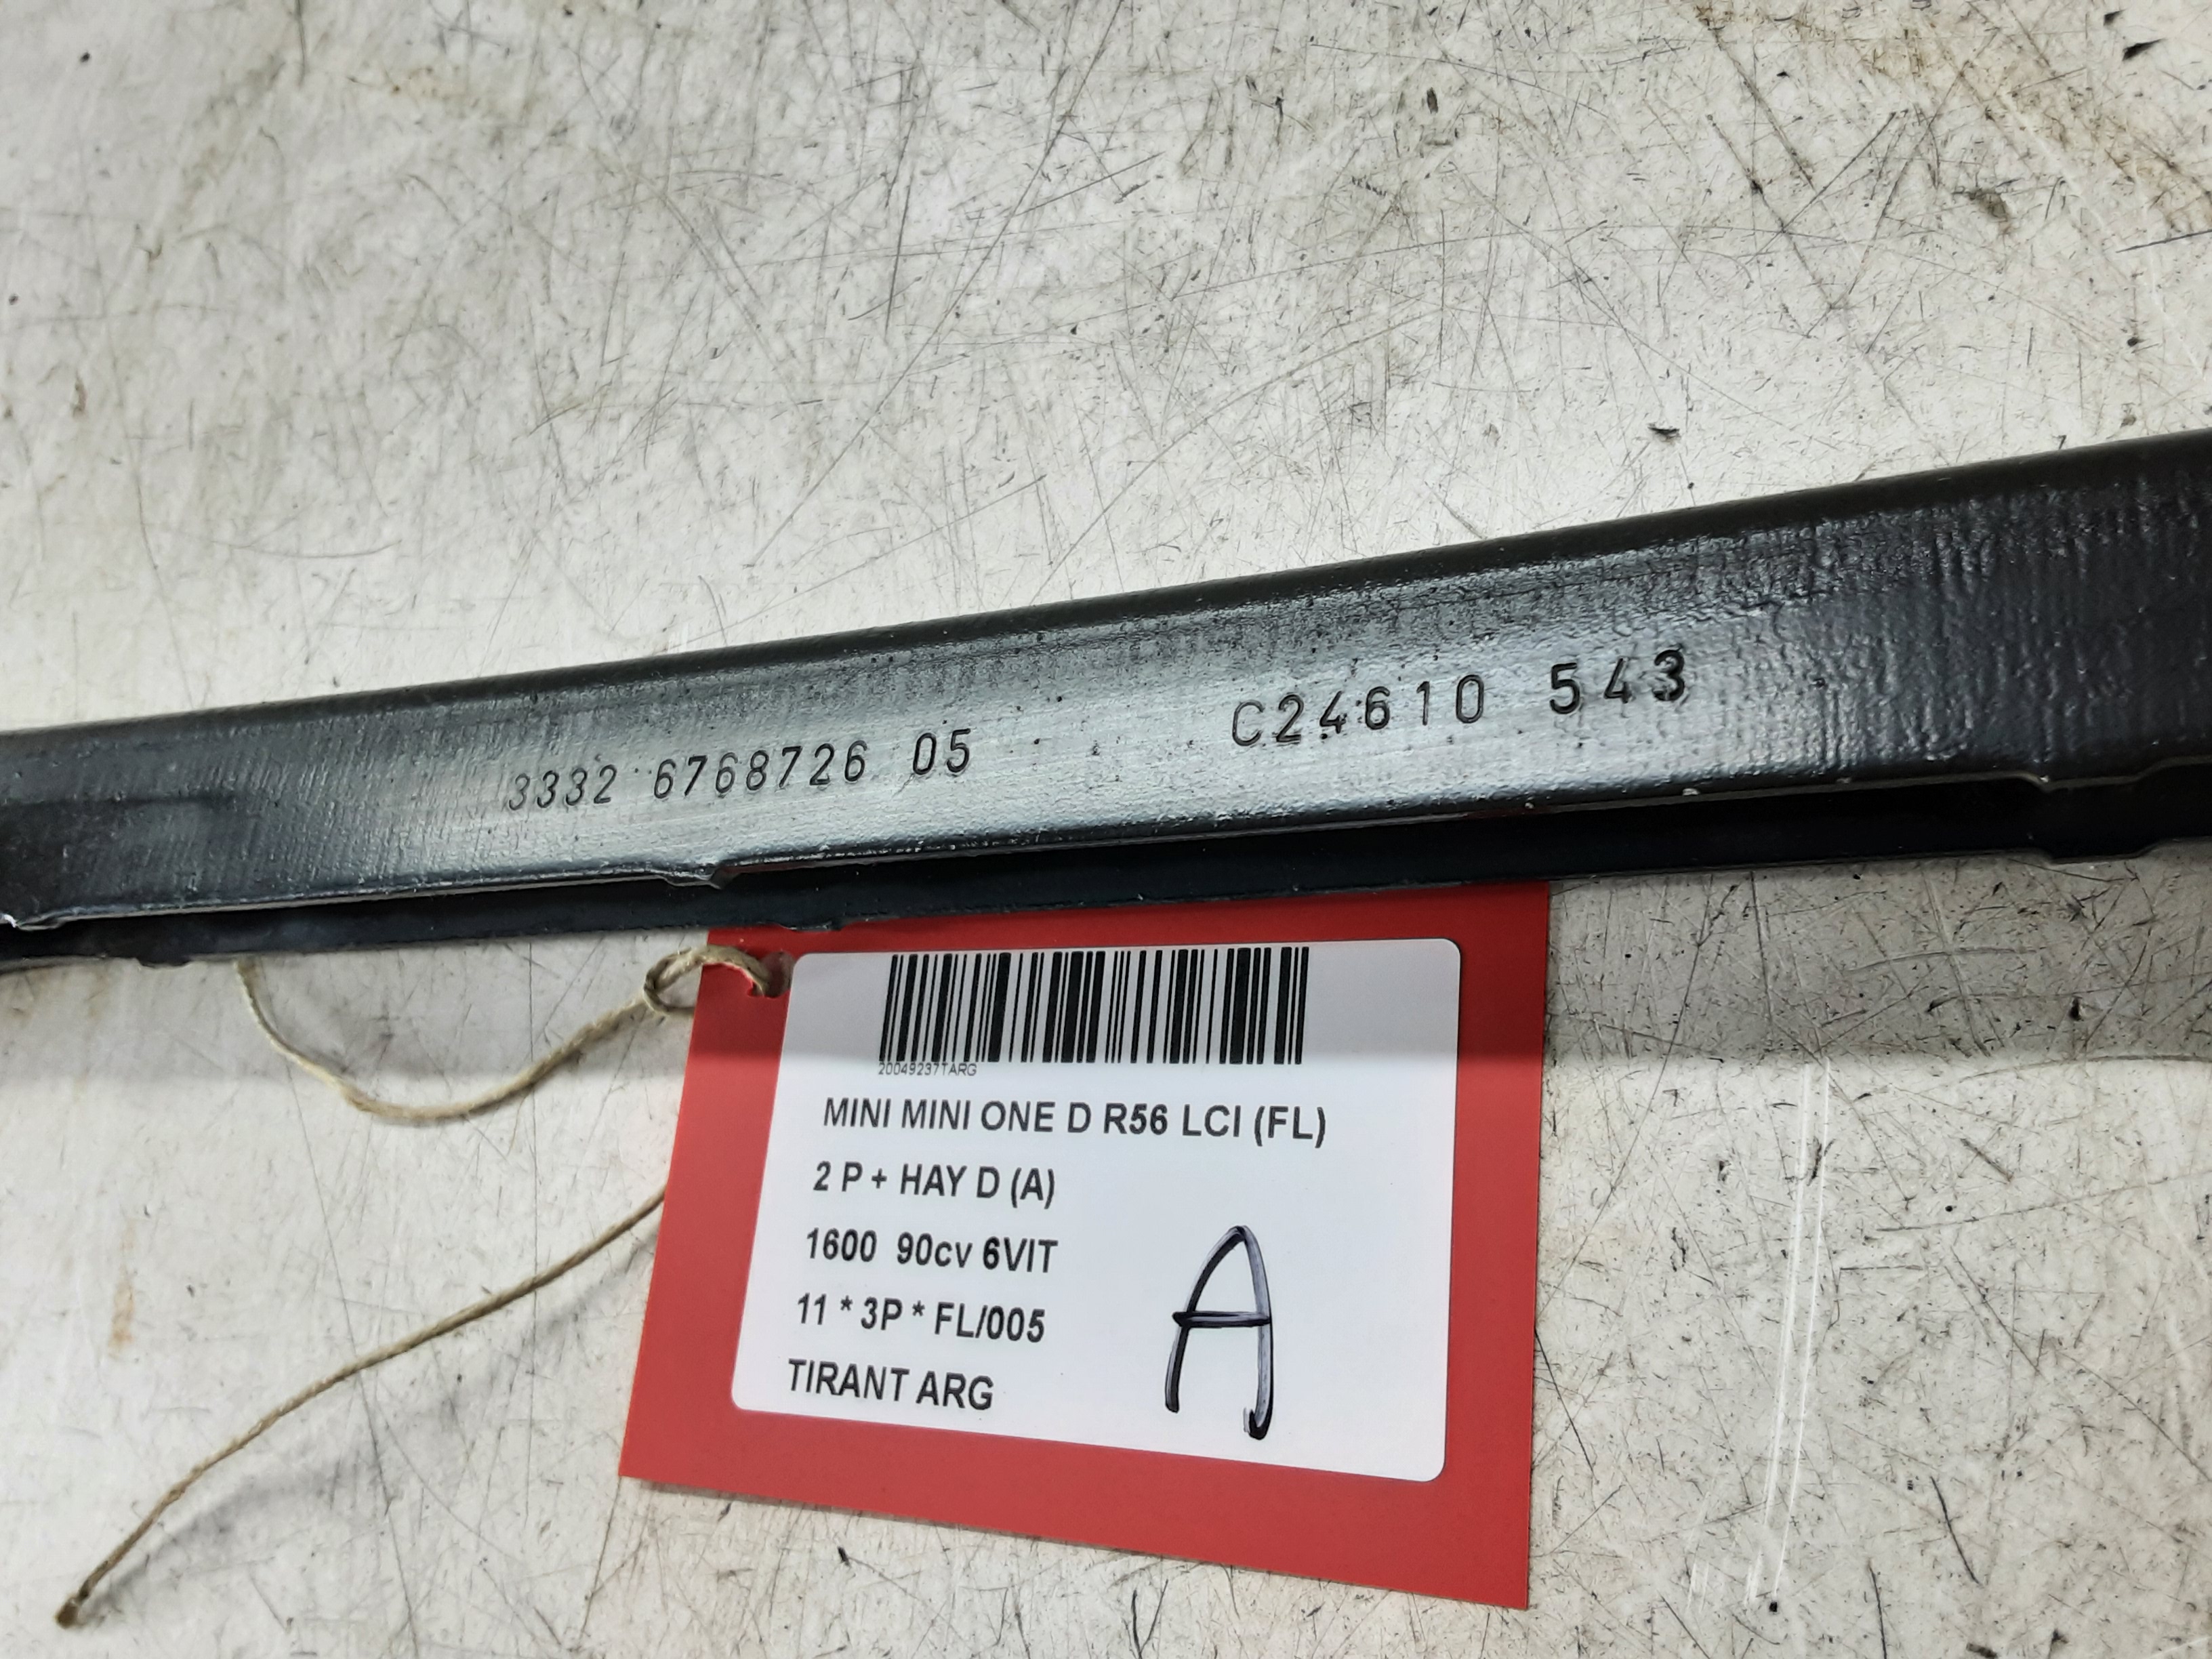 3332 6768726 05 C24610 543
20049237TARG
MINI MINI ONE D R56 LCI (FL)
2 P + HAY D (A)
1600 90cv 6VIT
11 * 3P * FL/005
TIRANT ARG
A